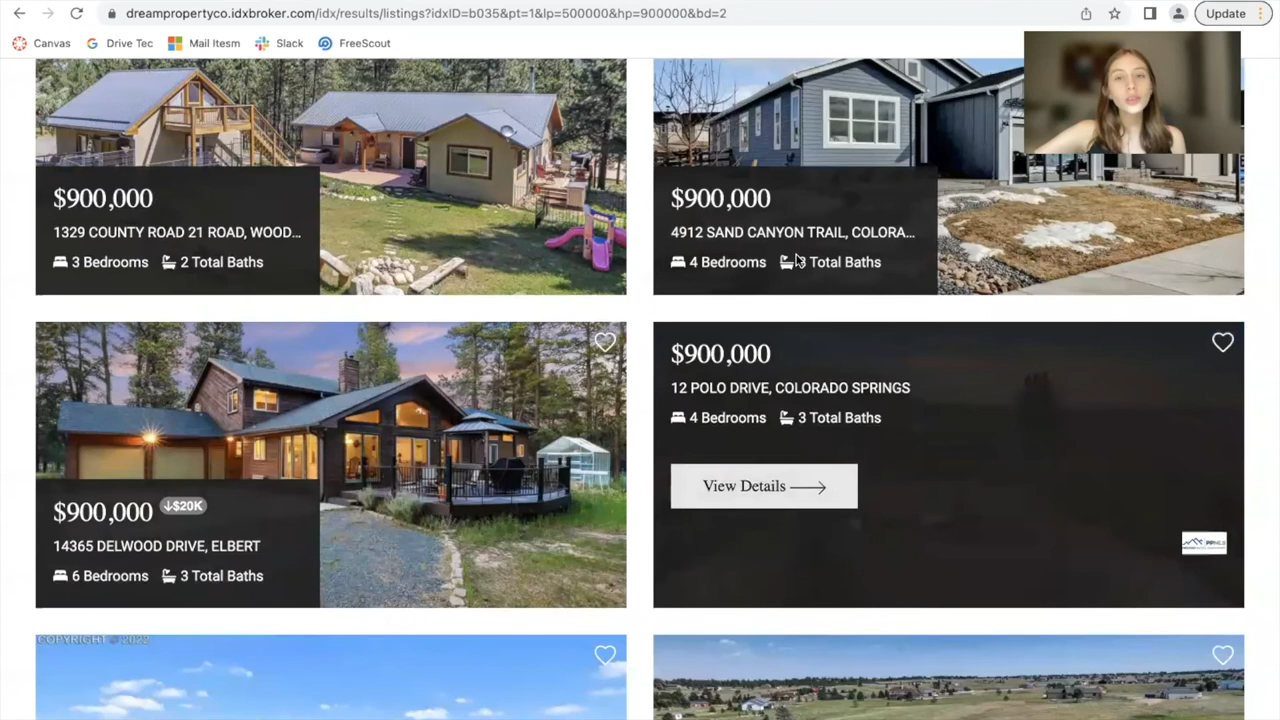 dreampropertyco.idxbroker.com/idx/results/listings?idxID=b035&pt=1&lp=500000&hp=900000&bd=2
Update
Canvas
Drive Tec
Mail Itesm
Slack
FreeScout
$900,000
1329 COUNTY ROAD 21 ROAD, WOOD...
3 Bedrooms
2 Total Baths
$900,000
4912 SAND CANYON TRAIL, COLORA...
4 Bedrooms
Total Baths
$900,000
↓$20K
14365 DELWOOD DRIVE, ELBERT
6 Bedrooms
3 Total Baths
$900,000
12 POLO DRIVE, COLORADO SPRINGS
4 Bedrooms
3 Total Baths
View Details
PPMLS
COPYRIGHT © 2022